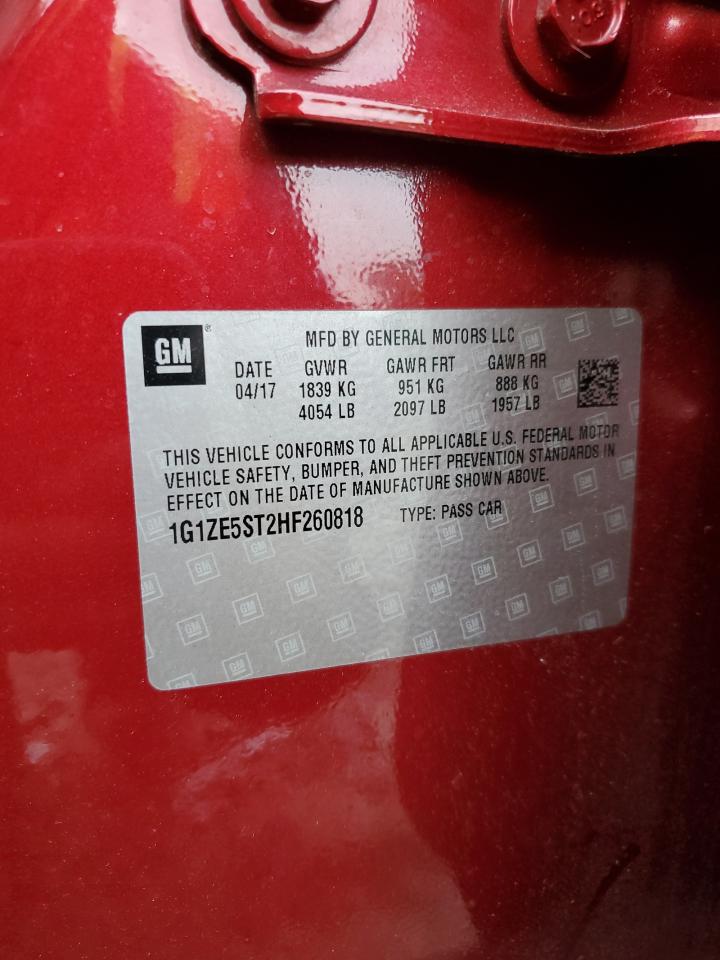 GM
MFD BY GENERAL MOTORS LLC
DATE GVWR GAWR FRT GAWR RR
04/17 1839 KG 951 KG 888 KG
4054 LB 2097 LB 1957 LB
THIS VEHICLE CONFORMS TO ALL APPLICABLE U.S. FEDERAL MOTOR
VEHICLE SAFETY, BUMPER, AND THEFT PREVENTION STANDARDS IN
EFFECT ON THE DATE OF MANUFACTURE SHOWN ABOVE.
1G1ZE5ST2HF260818 TYPE: PASS CAR